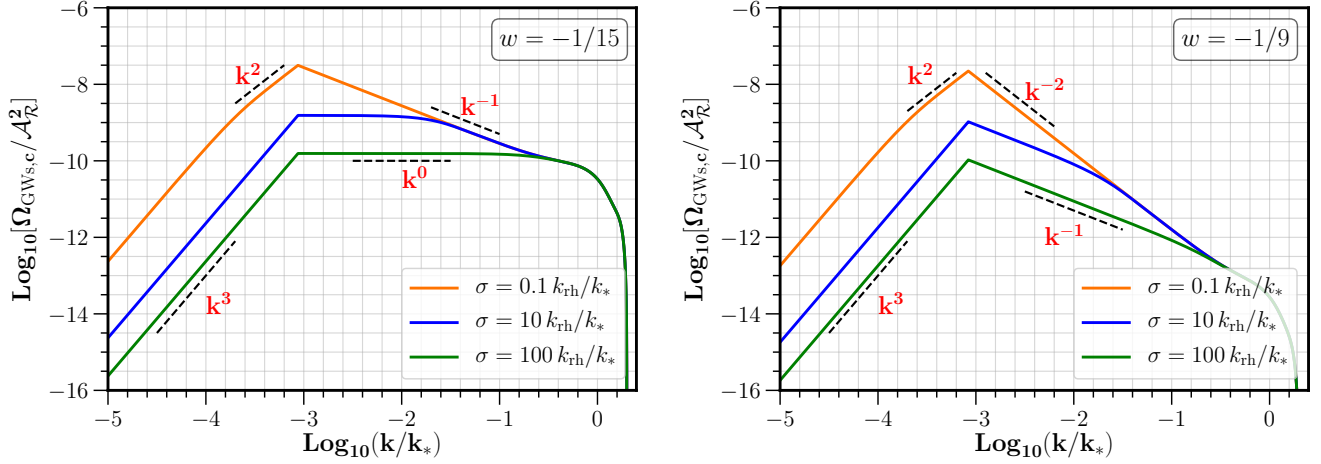 w = −1/15
Log₁₀[Ω_GWs,c/𝒜²_ℛ]
−6
−8
−10
−12
−14
−16
k²
k⁻¹
k⁰
k³
σ = 0.1 k_rh/k_*
σ = 10 k_rh/k_*
σ = 100 k_rh/k_*
−5
−4
−3
−2
−1
0
Log₁₀(k/k_*)
w = −1/9
Log₁₀[Ω_GWs,c/𝒜²_ℛ]
−6
−8
−10
−12
−14
−16
k²
k⁻²
k⁻¹
k³
σ = 0.1 k_rh/k_*
σ = 10 k_rh/k_*
σ = 100 k_rh/k_*
−5
−4
−3
−2
−1
0
Log₁₀(k/k_*)